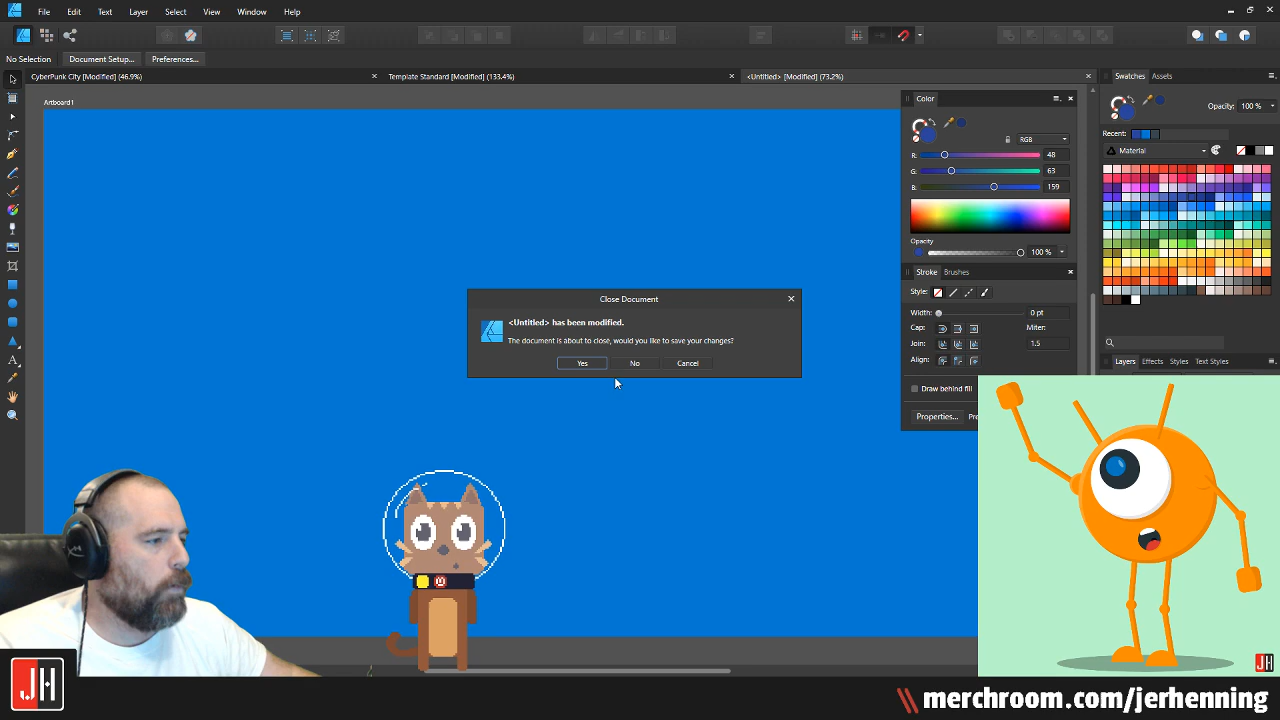 File Edit Text Layer Select View Window Help
No Selection Document Setup... Preferences...
CyberPunk City [Modified] (46.9%) Template Standard [Modified] (133.4%) <Untitled> [Modified] (73.2%)
Artboard1
Swatches Assets
Opacity: 100 %
Recent:
Material
Color
RGB
R: 48
G: 63
B: 159
Opacity
100 %
Stroke Brushes
Style:
Width: 0 pt
Cap: Miter:
Join: 1.5
Align:
Draw behind fill
Properties...
Layers Effects Styles Text Styles
Close Document
<Untitled> has been modified.
The document is about to close, would you like to save your changes?
Yes No Cancel
A
JH
JH
merchroom.com/jerhenning